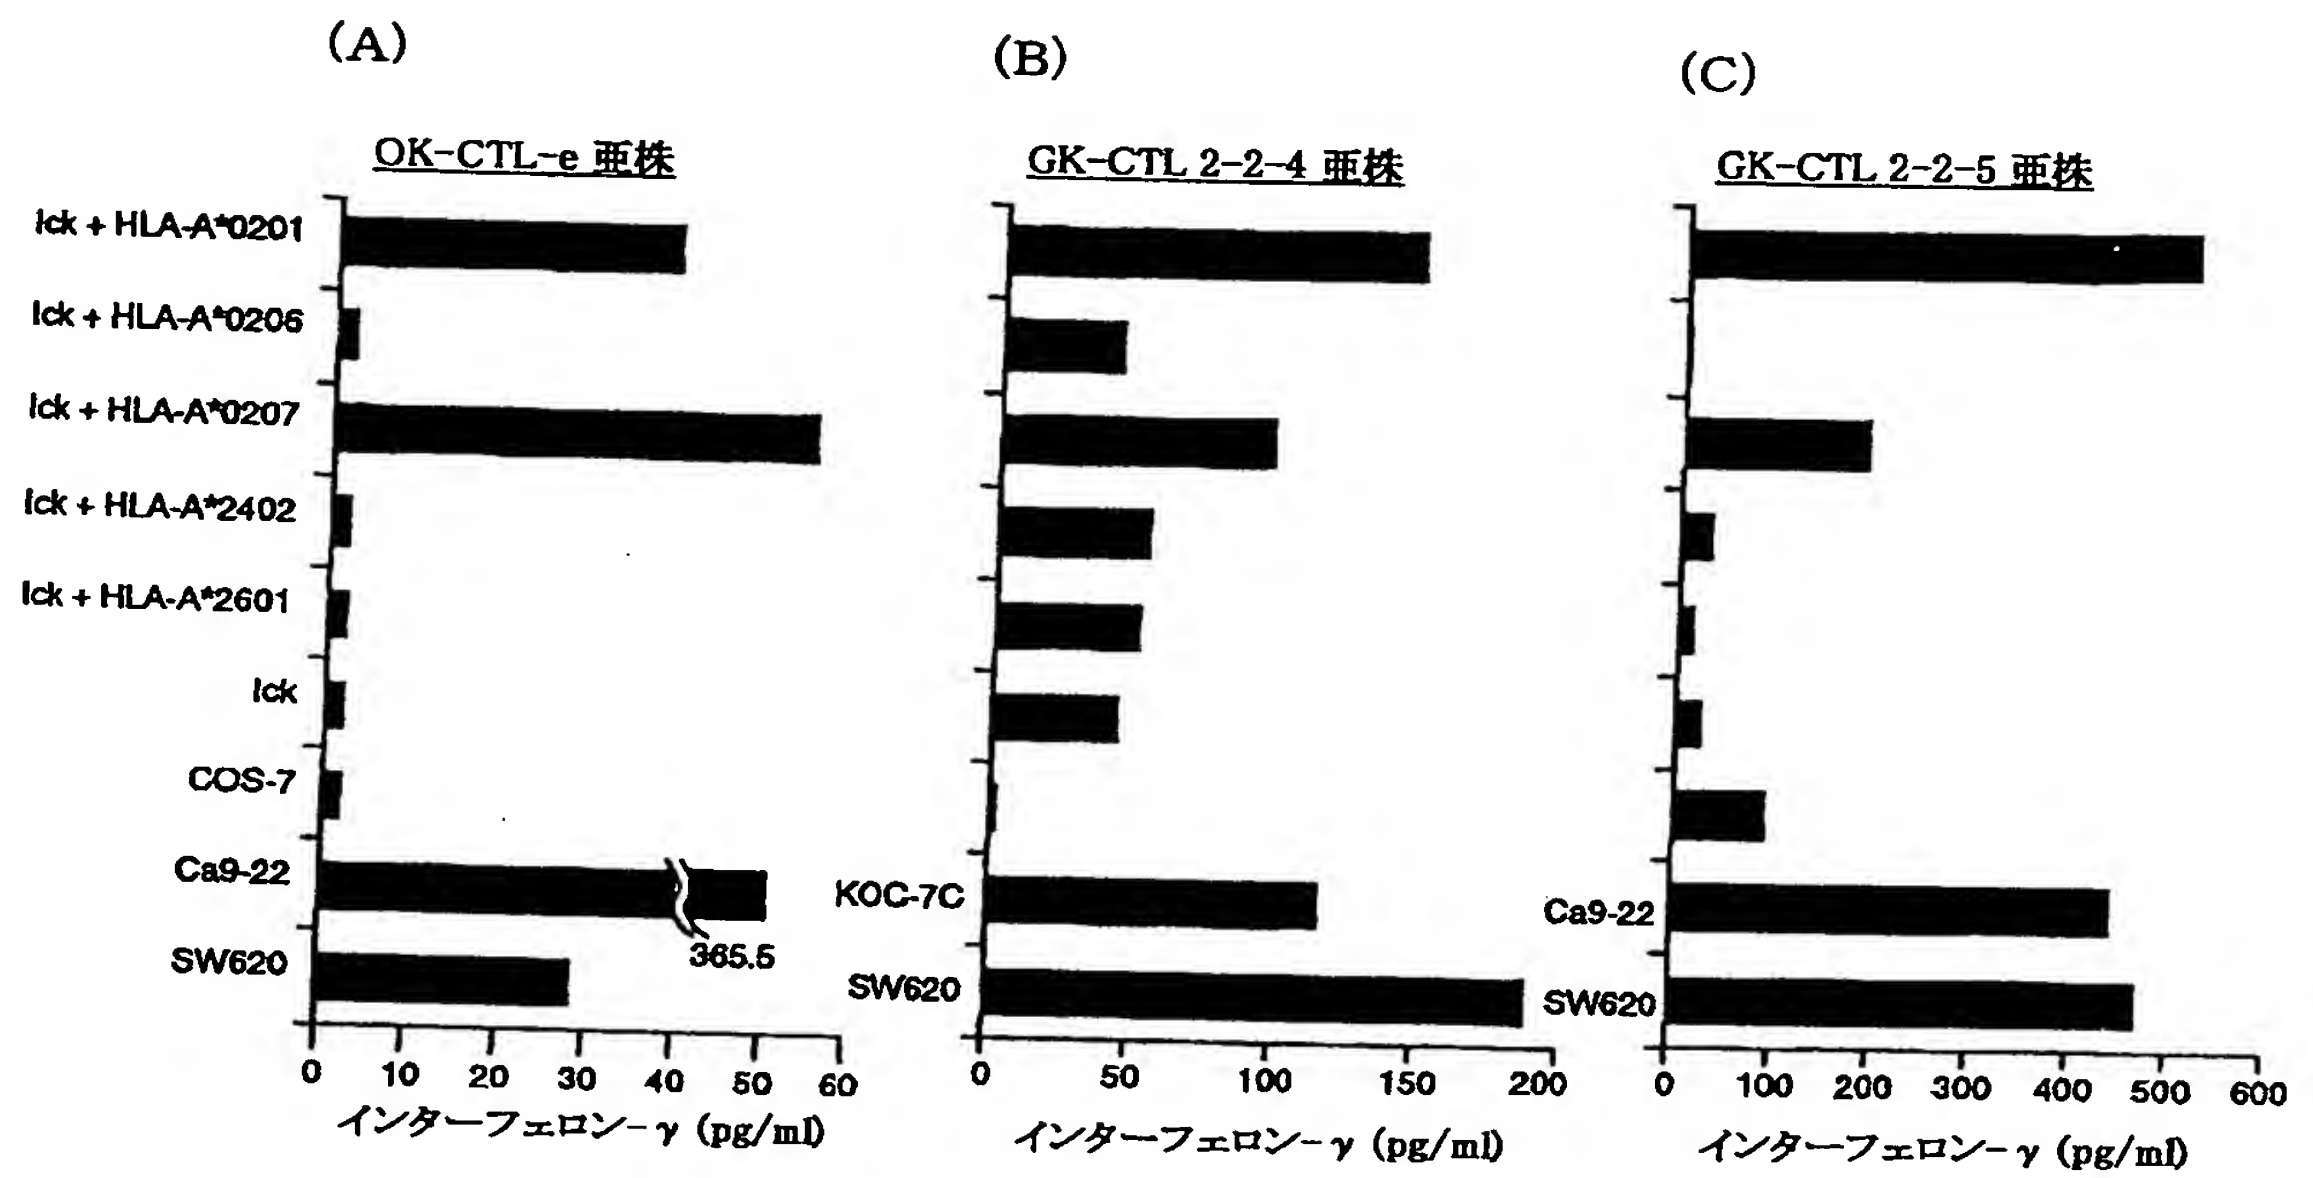 (A)
(B)
(C)
OK-CTL-e 亜株
GK-CTL 2-2-4 亜株
GK-CTL 2-2-5 亜株
lck + HLA-A*0201
lck + HLA-A*0206
lck + HLA-A*0207
lck + HLA-A*2402
lck + HLA-A*2601
lck
COS-7
Ca9-22
SW620
365.5
KOC-7C
SW620
Ca9-22
SW620
0 10 20 30 40 50 60
0 50 100 150 200
0 100 200 300 400 500 600
インターフェロン-γ (pg/ml)
インターフェロン-γ (pg/ml)
インターフェロン-γ (pg/ml)